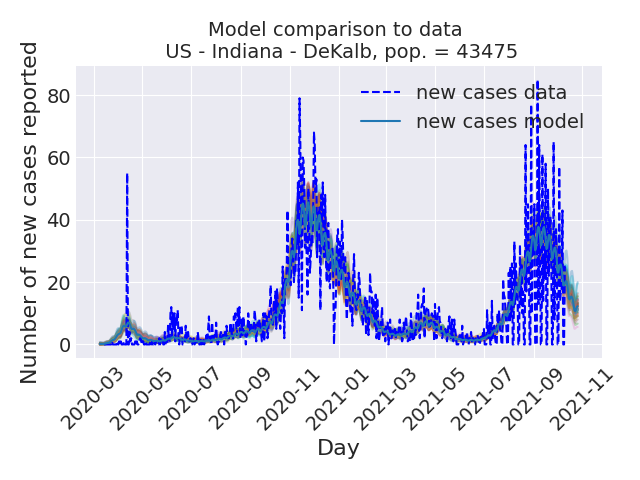 Model comparison to data
US - Indiana - DeKalb, pop. = 43475
Number of new cases reported
80
60
40
20
0
new cases data
new cases model
2020-03
2020-05
2020-07
2020-09
2020-11
2021-01
2021-03
2021-05
2021-07
2021-09
2021-11
Day